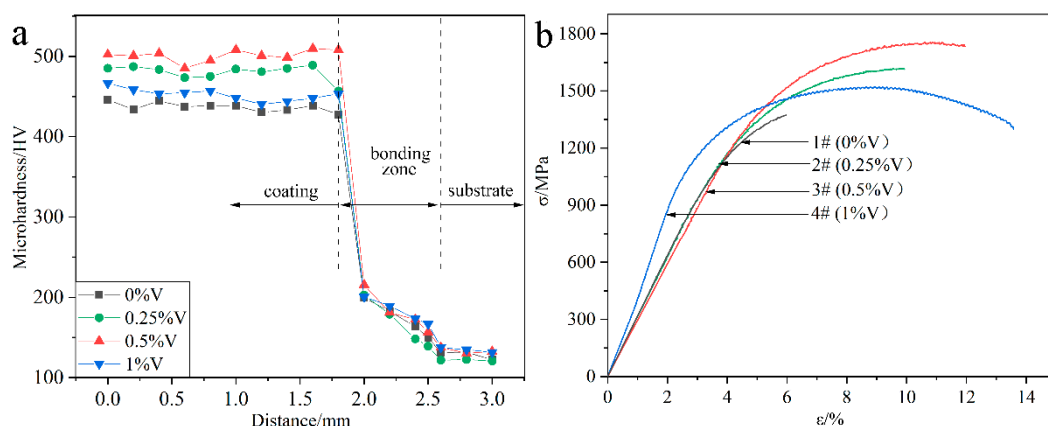 a
Microhardness/HV
500
400
300
200
100
0.0
0.5
1.0
1.5
2.0
2.5
3.0
Distance/mm
bonding
zone
coating
substrate
0%V
0.25%V
0.5%V
1%V
b
σ/MPa
1800
1500
1200
900
600
300
0
0
2
4
6
8
10
12
14
ε/%
1# (0%V)
2# (0.25%V)
3# (0.5%V)
4# (1%V)